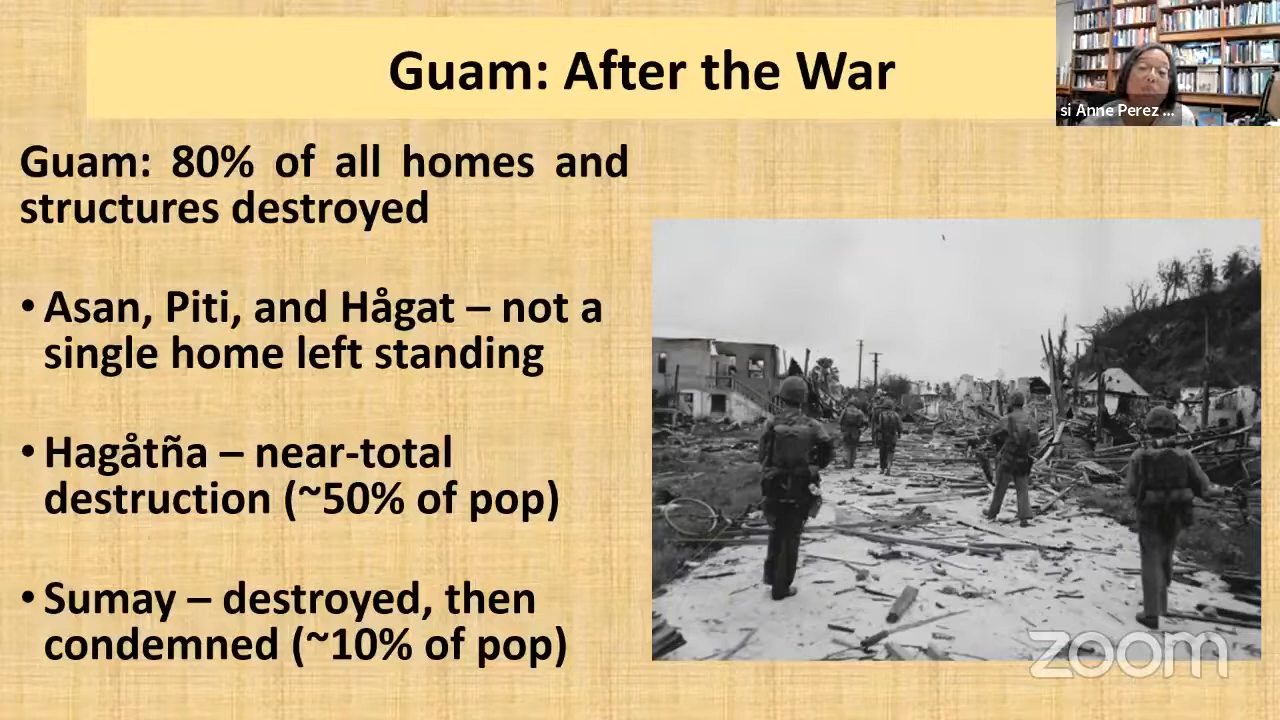 Guam: After the War
si Anne Perez ...
Guam: 80% of all homes and
structures destroyed
• Asan, Piti, and Hågat – not a
single home left standing
• Hagåtña – near-total
destruction (~50% of pop)
• Sumay – destroyed, then
condemned (~10% of pop)
zoom